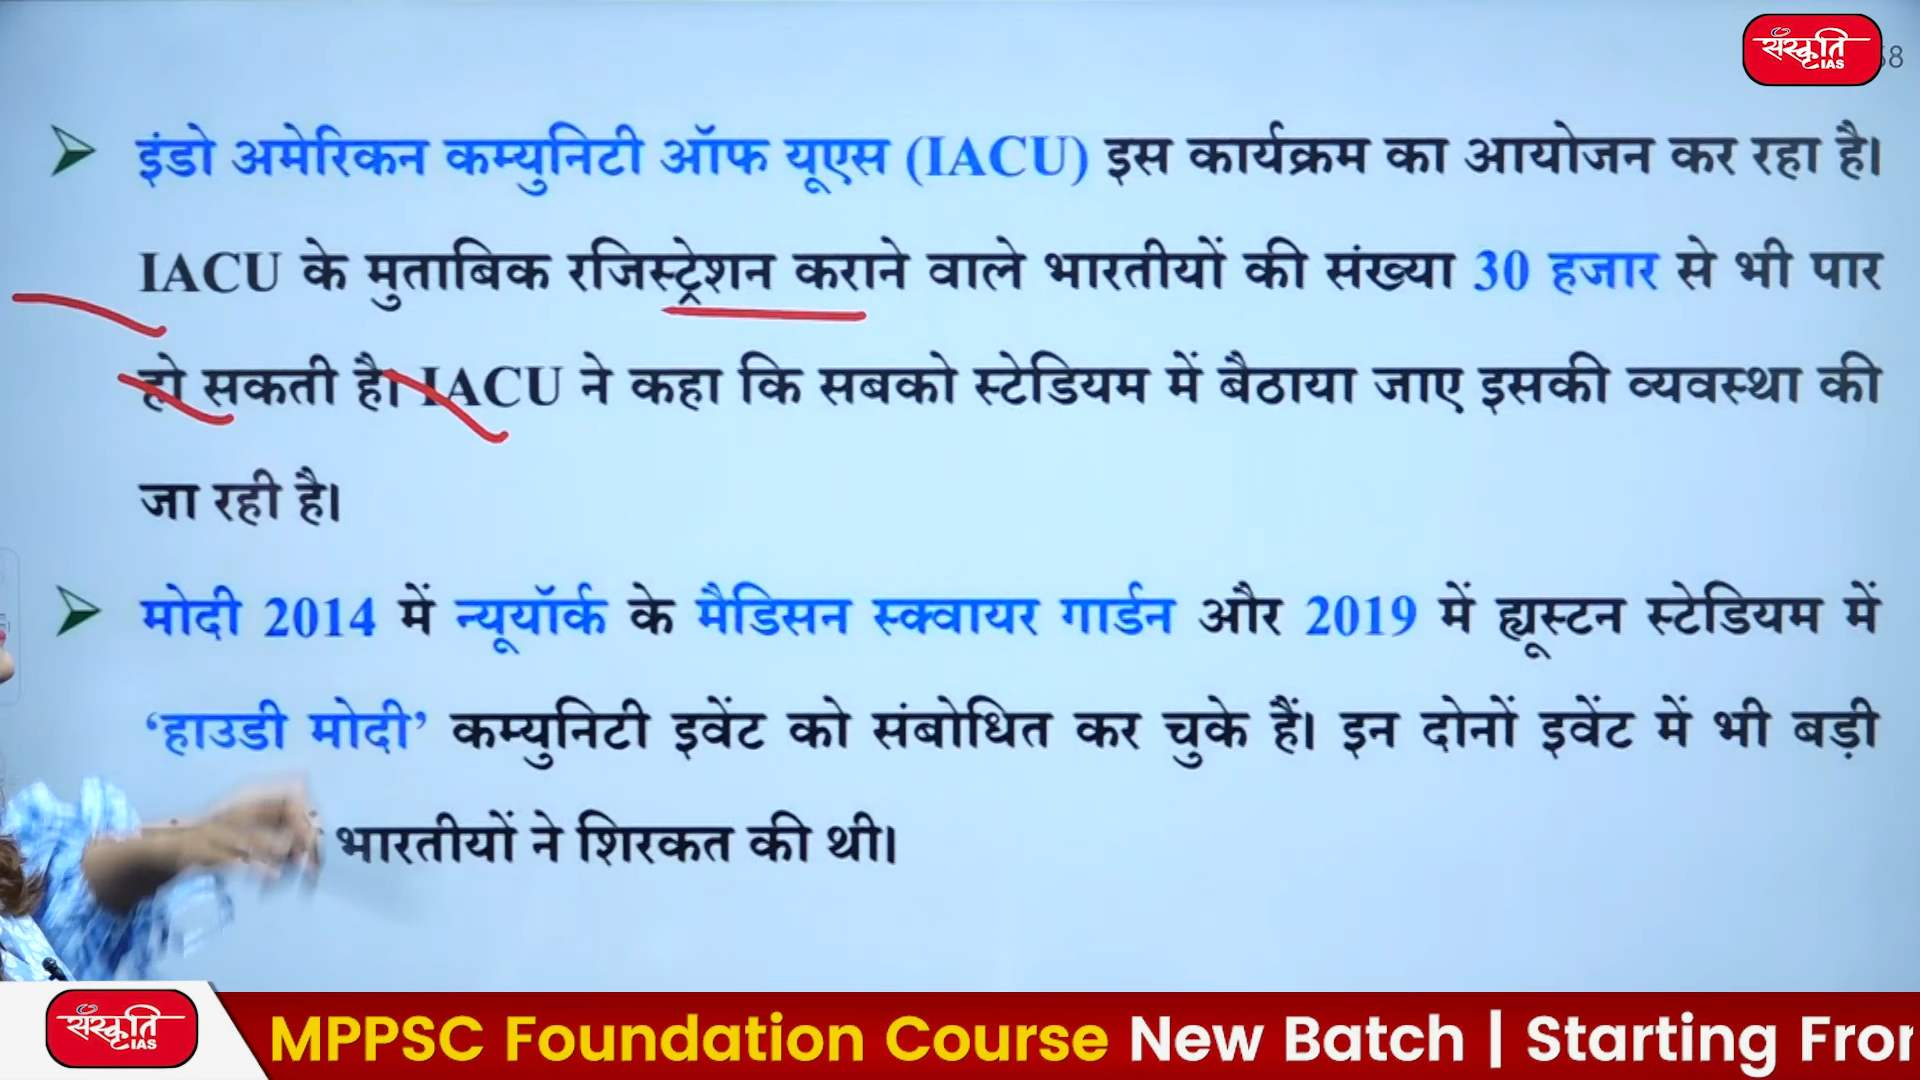 संस्कृति
IAS
58
इंडो अमेरिकन कम्युनिटी ऑफ यूएस (IACU) इस कार्यक्रम का आयोजन कर रहा है।
IACU के मुताबिक रजिस्ट्रेशन कराने वाले भारतीयों की संख्या 30 हजार से भी पार
हो सकती है। IACU ने कहा कि सबको स्टेडियम में बैठाया जाए इसकी व्यवस्था की
जा रही है।
मोदी 2014 में न्यूयॉर्क के मैडिसन स्क्वायर गार्डन और 2019 में ह्यूस्टन स्टेडियम में
‘हाउडी मोदी’ कम्युनिटी इवेंट को संबोधित कर चुके हैं। इन दोनों इवेंट में भी बड़ी
भारतीयों ने शिरकत की थी।
संस्कृति
IAS
MPPSC Foundation Course New Batch | Starting From